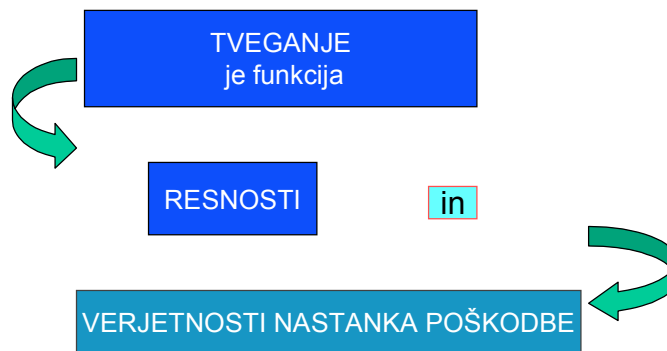 TVEGANJE
je funkcija
RESNOSTI
in
VERJETNOSTI NASTANKA POŠKODBE